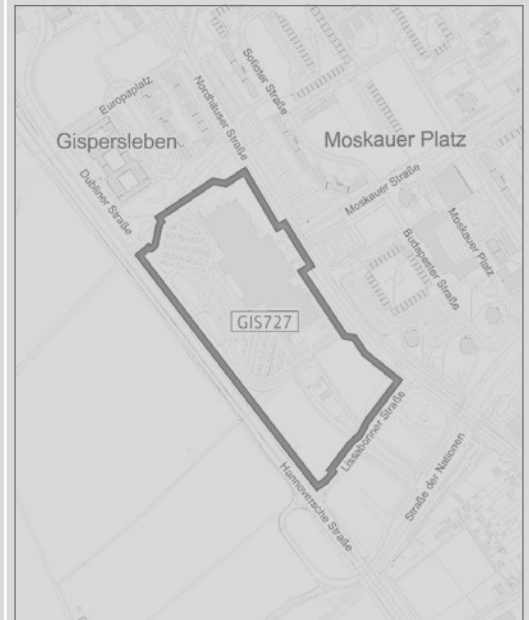 Sofioter Straße
Europaplatz
Nordhäuser Straße
Gispersleben
Moskauer Platz
Dubliner Straße
Moskauer Straße
Moskauer Platz
Budapester Straße
GIS727
Lissabonner Straße
Hannoversche Straße
Straße der Nationen